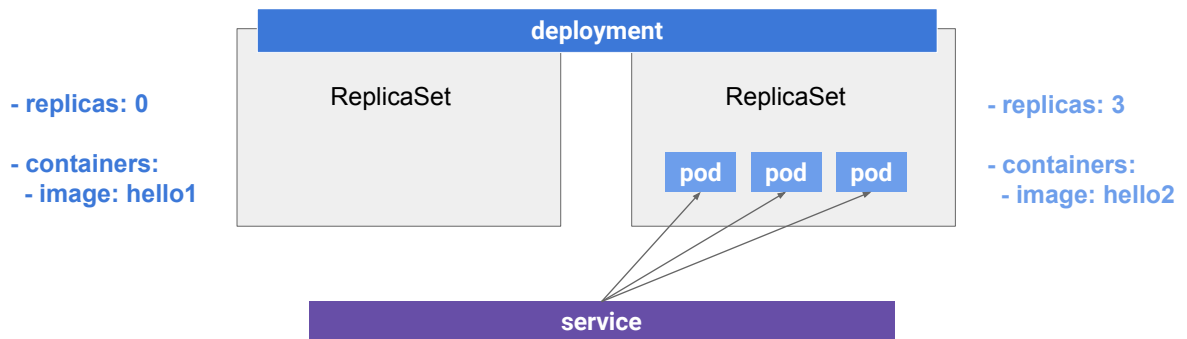 deployment
ReplicaSet
ReplicaSet
- replicas: 0
- containers:
- image: hello1
pod
pod
pod
- replicas: 3
- containers:
- image: hello2
service